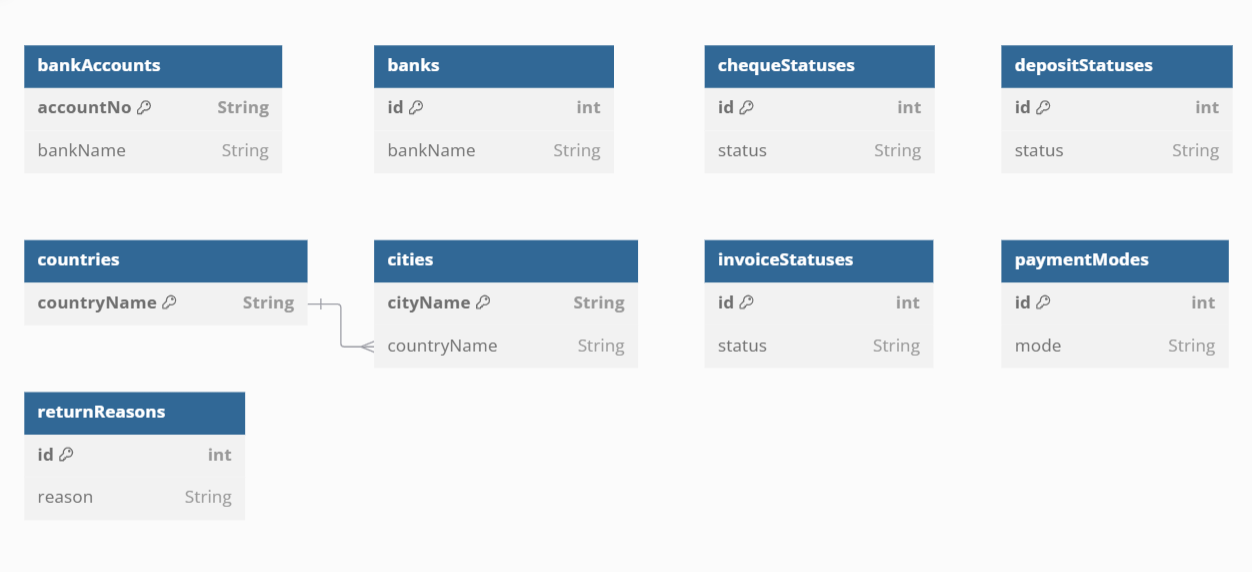 bankAccounts
accountNo String
bankName String
banks
id int
bankName String
chequeStatuses
id int
status String
depositStatuses
id int
status String
countries
countryName String
cities
cityName String
countryName String
invoiceStatuses
id int
status String
paymentModes
id int
mode String
returnReasons
id int
reason String